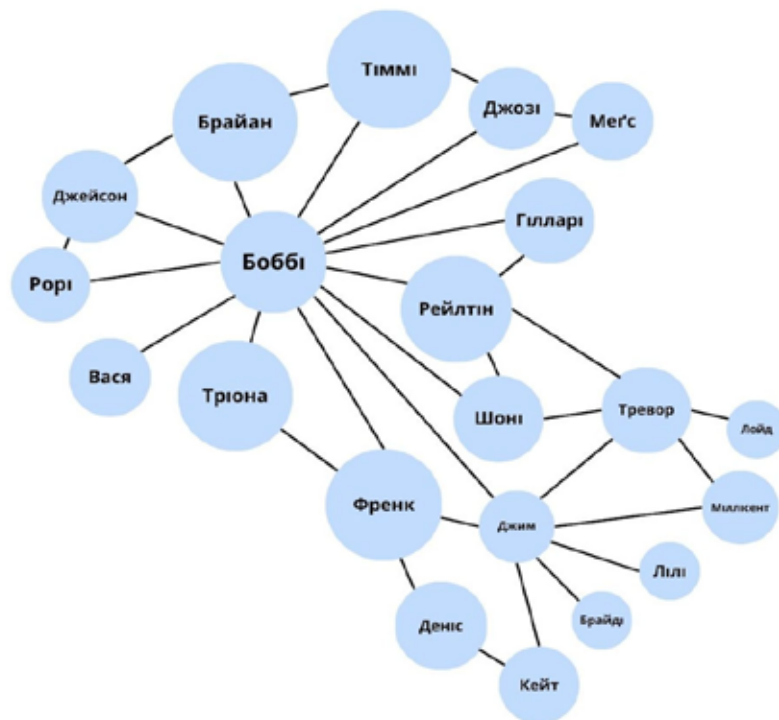 Тіммі
Джозі
Меґс
Брайан
Джейсон
Гілларі
Боббі
Рорі
Рейлтін
Вася
Тріона
Шоні
Тревор
Лойд
Френк
Джим
Міллісент
Лілі
Брайді
Деніс
Кейт